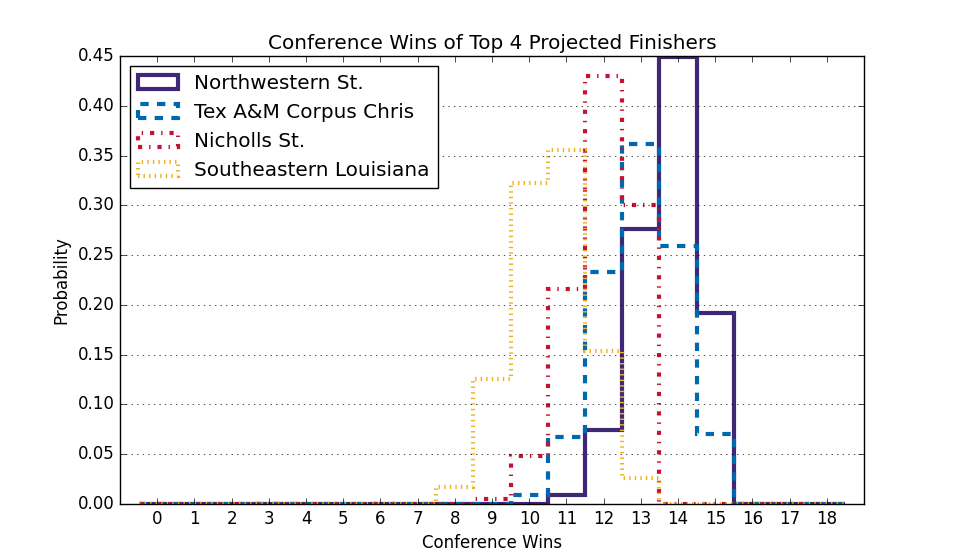 Conference Wins of Top 4 Projected Finishers
Northwestern St.
Tex A&M Corpus Chris
Nicholls St.
Southeastern Louisiana
Probability
0.45
0.40
0.35
0.30
0.25
0.20
0.15
0.10
0.05
0.00
0 1 2 3 4 5 6 7 8 9 10 11 12 13 14 15 16 17 18
Conference Wins